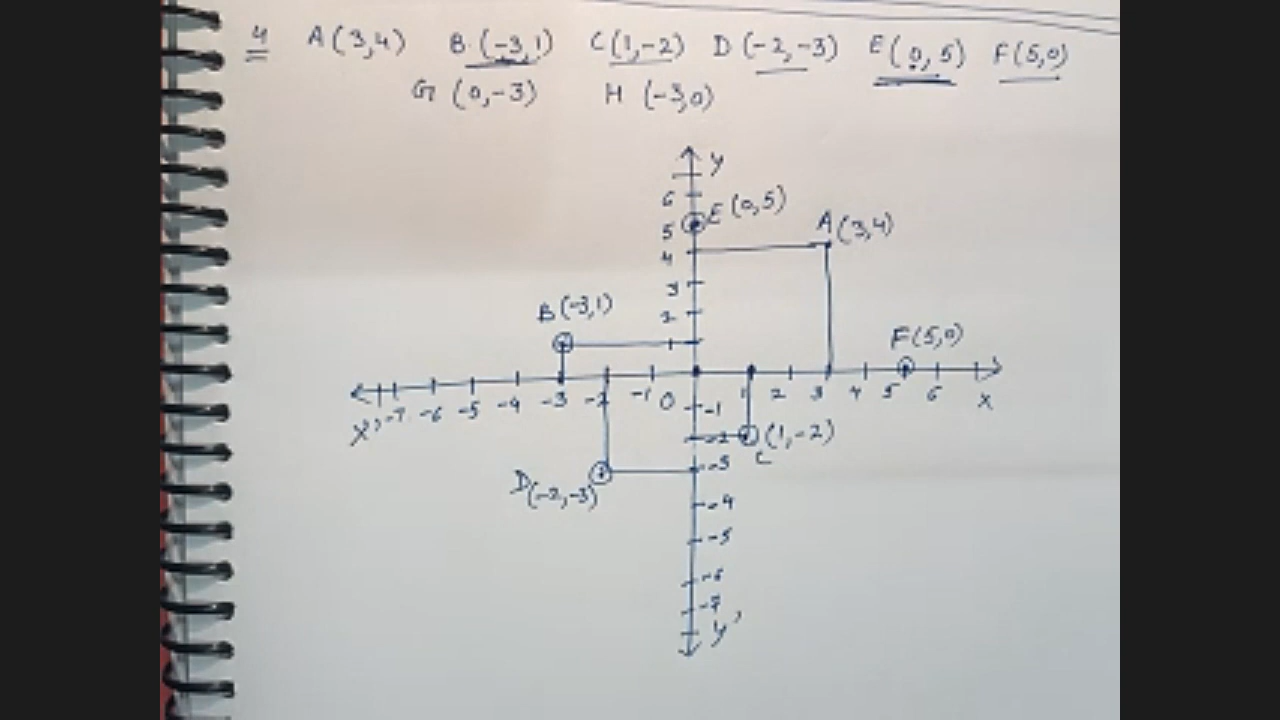 4 A(3,4) B.(-3,1) C(1,-2) D(-2,-3) E(0,5) F(5,0)
G(0,-3) H(-3,0)
y
6
E(0,5)
5
A(3,4)
4
3
B(-3,1)
2
F(5,0)
X' -7 -6 -5 -4 -3 -2 -1 0 1 2 3 4 5 6 X
-1
-2 (1,-2)
C
-3
D(-2,-3)
-4
-5
-6
-7
y'